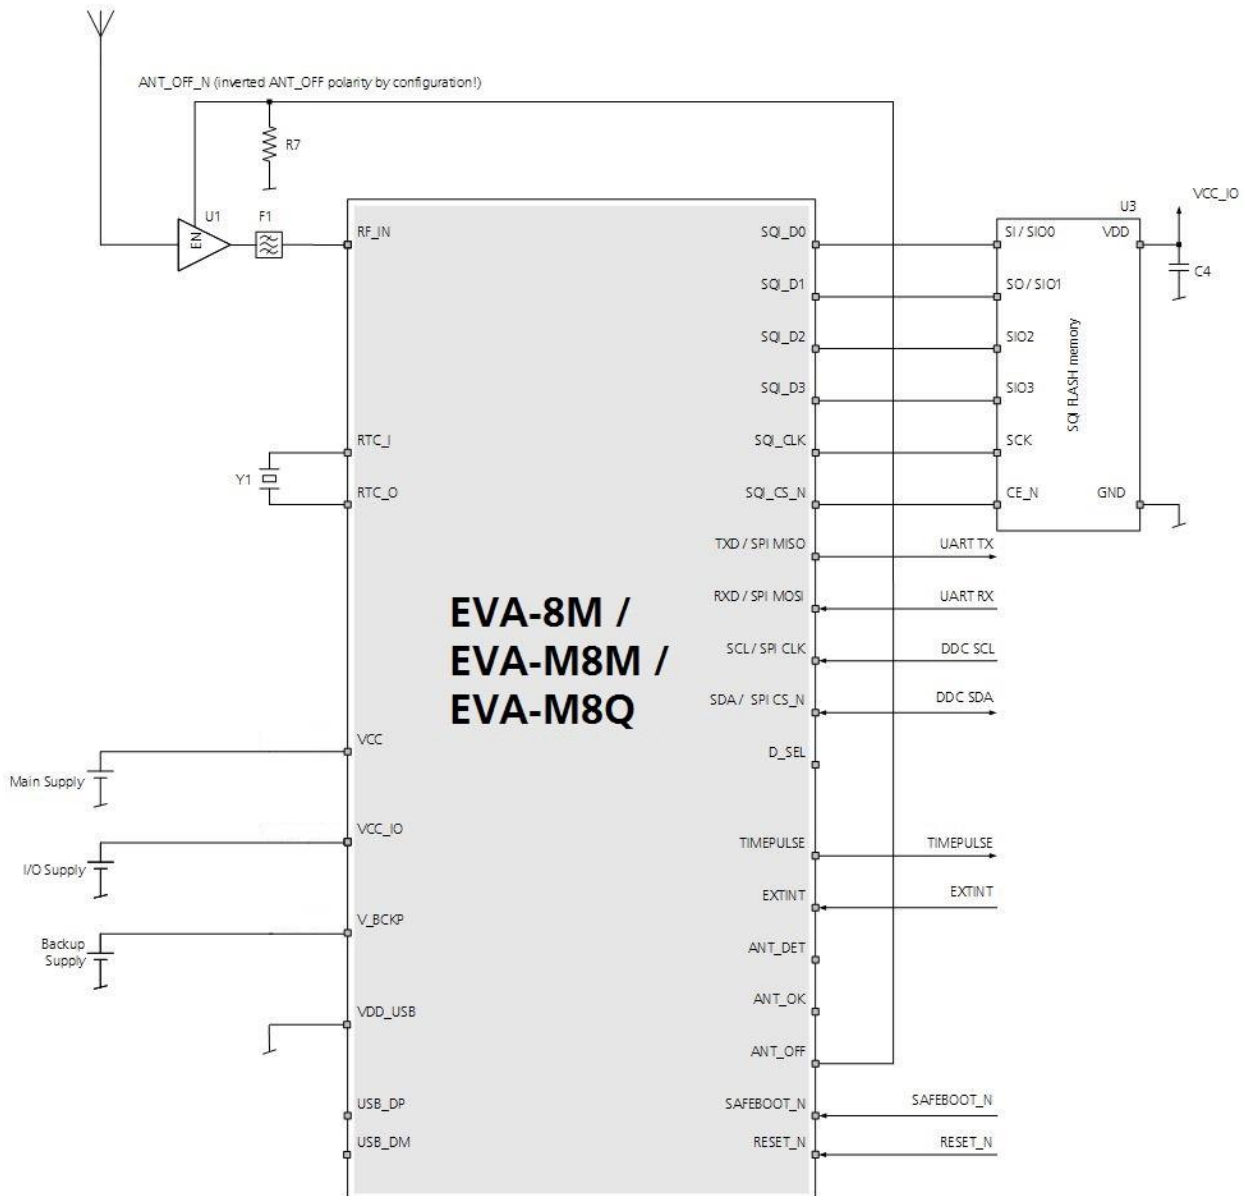 ANT_OFF_N (inverted ANT_OFF polarity by configuration!)
R7
U1
F1
EN
VCC_IO
U3
RF_IN
SQI_D0
SI / SIO0
VDD
C4
SQI_D1
SO / SIO1
SQI_D2
SIO2
SQI FLASH memory
SQI_D3
SIO3
RTC_I
SQI_CLK
SCK
Y1
RTC_O
SQI_CS_N
CE_N
GND
TXD / SPI MISO
UART TX
RXD / SPI MOSI
UART RX
EVA-8M /
EVA-M8M /
EVA-M8Q
SCL / SPI CLK
DDC SCL
SDA / SPI CS_N
DDC SDA
VCC
D_SEL
Main Supply
VCC_IO
TIMEPULSE
TIMEPULSE
I/O Supply
EXTINT
EXTINT
V_BCKP
Backup
Supply
ANT_DET
ANT_OK
VDD_USB
ANT_OFF
USB_DP
SAFEBOOT_N
SAFEBOOT_N
USB_DM
RESET_N
RESET_N